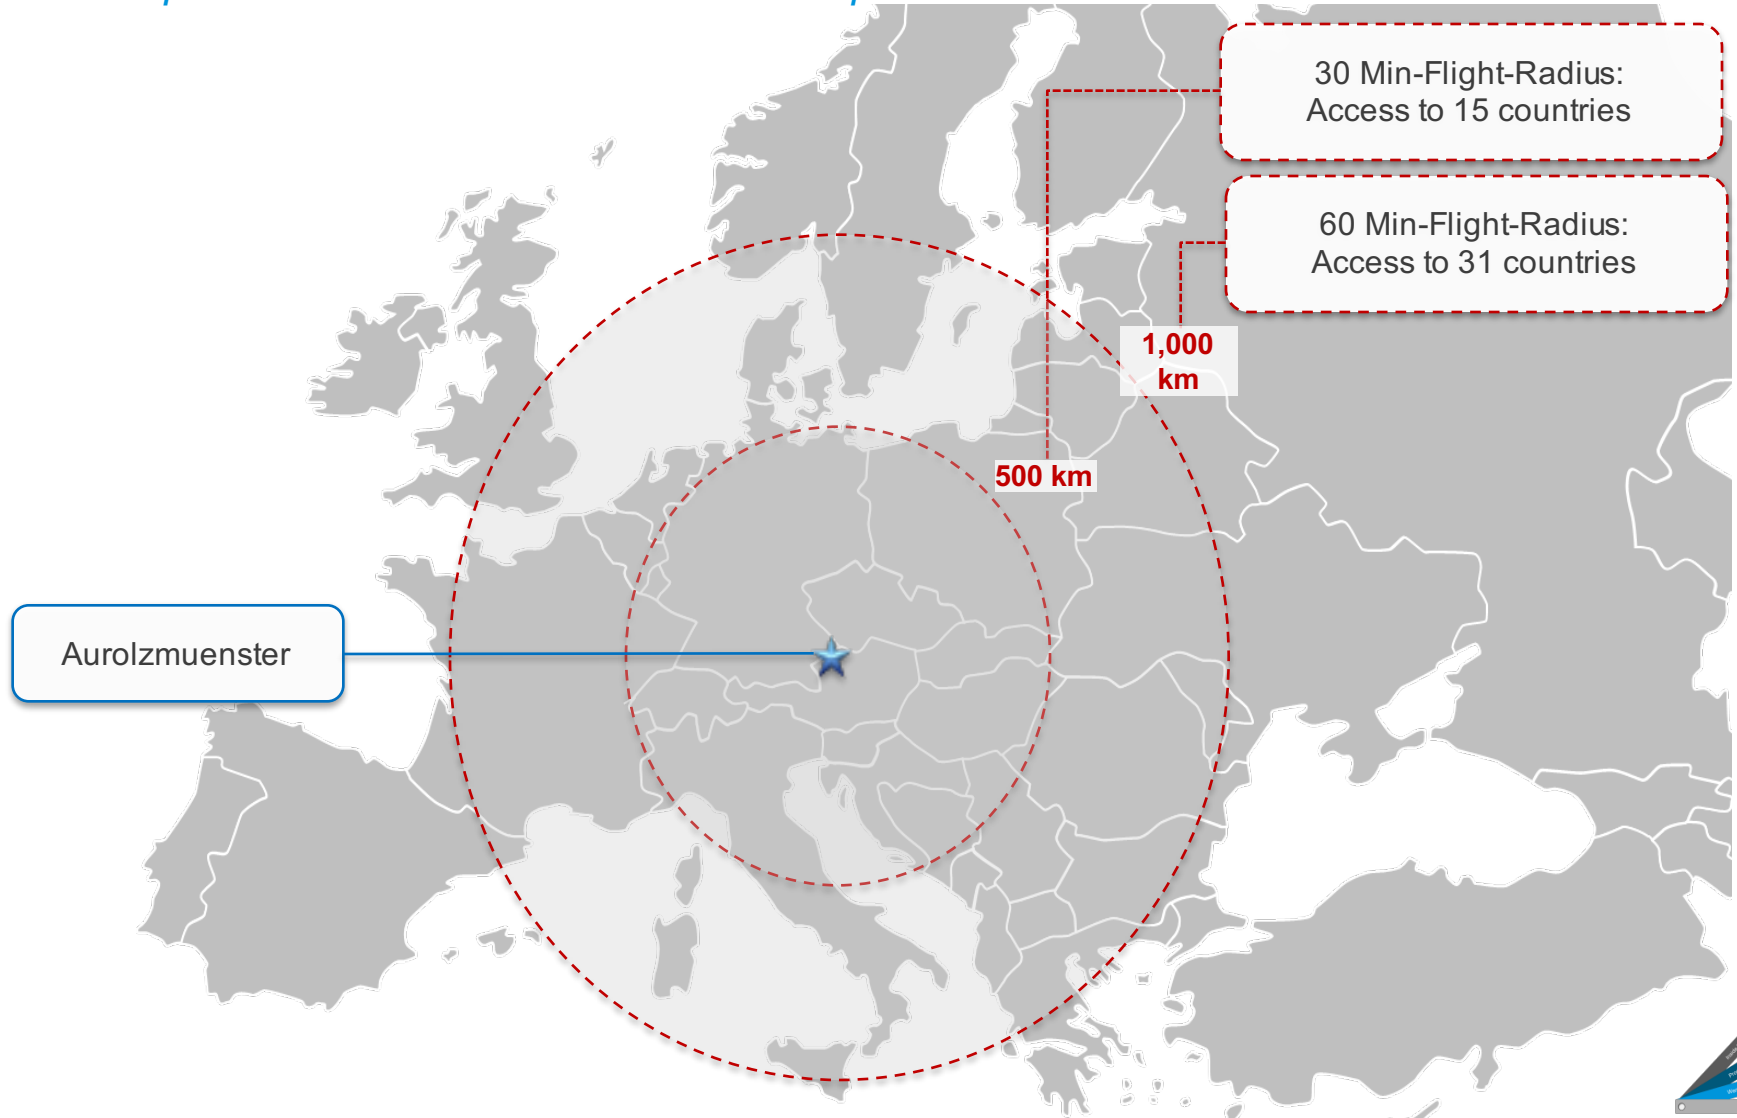 30 Min-Flight-Radius:
Access to 15 countries
60 Min-Flight-Radius:
Access to 31 countries
1,000
km
500 km
Aurolzmuenster